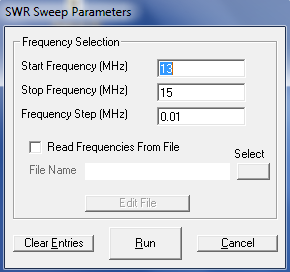 SWR Sweep Parameters
Frequency Selection
Start Frequency (MHz) 13
Stop Frequency (MHz) 15
Frequency Step (MHz) 0.01
Read Frequencies From File
Select
File Name
Edit File
Clear Entries Run Cancel